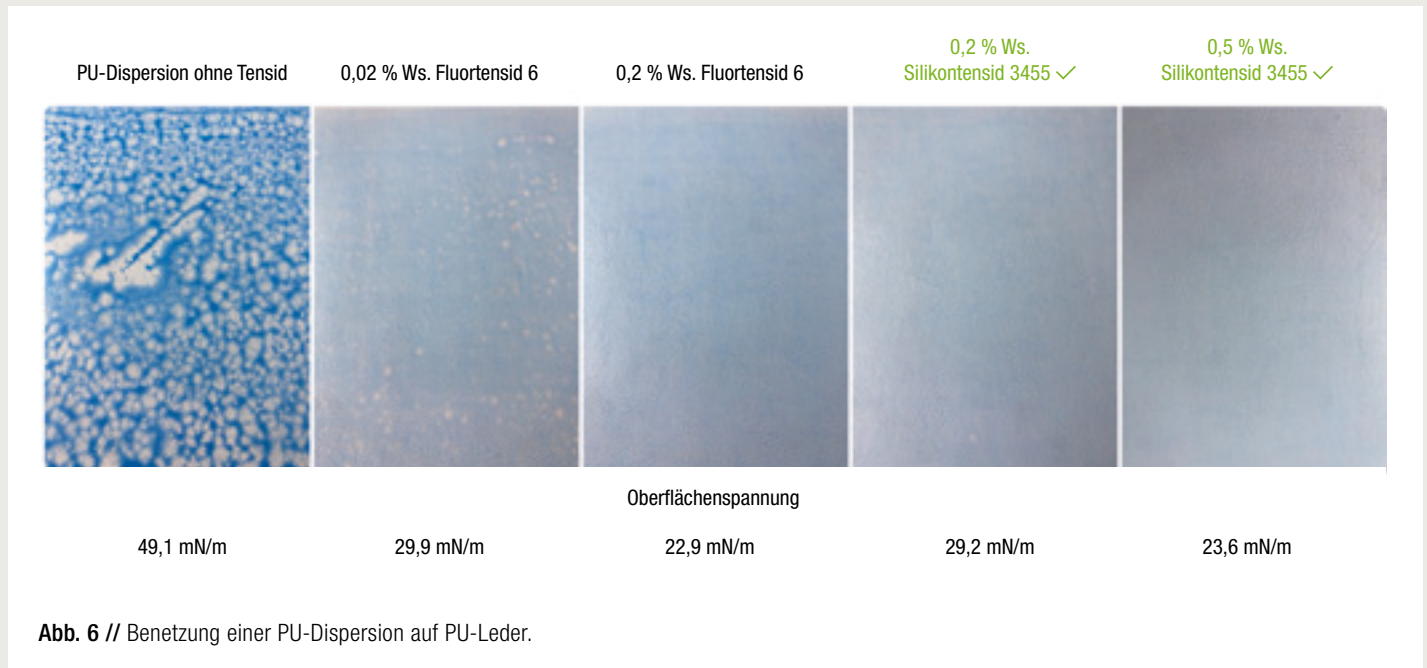 PU-Dispersion ohne Tensid
0,02 % Ws. Fluortensid 6
0,2 % Ws. Fluortensid 6
0,2 % Ws.
Silikontensid 3455 ✓
0,5 % Ws.
Silikontensid 3455 ✓
Oberflächenspannung
49,1 mN/m
29,9 mN/m
22,9 mN/m
29,2 mN/m
23,6 mN/m
Abb. 6 // Benetzung einer PU-Dispersion auf PU-Leder.